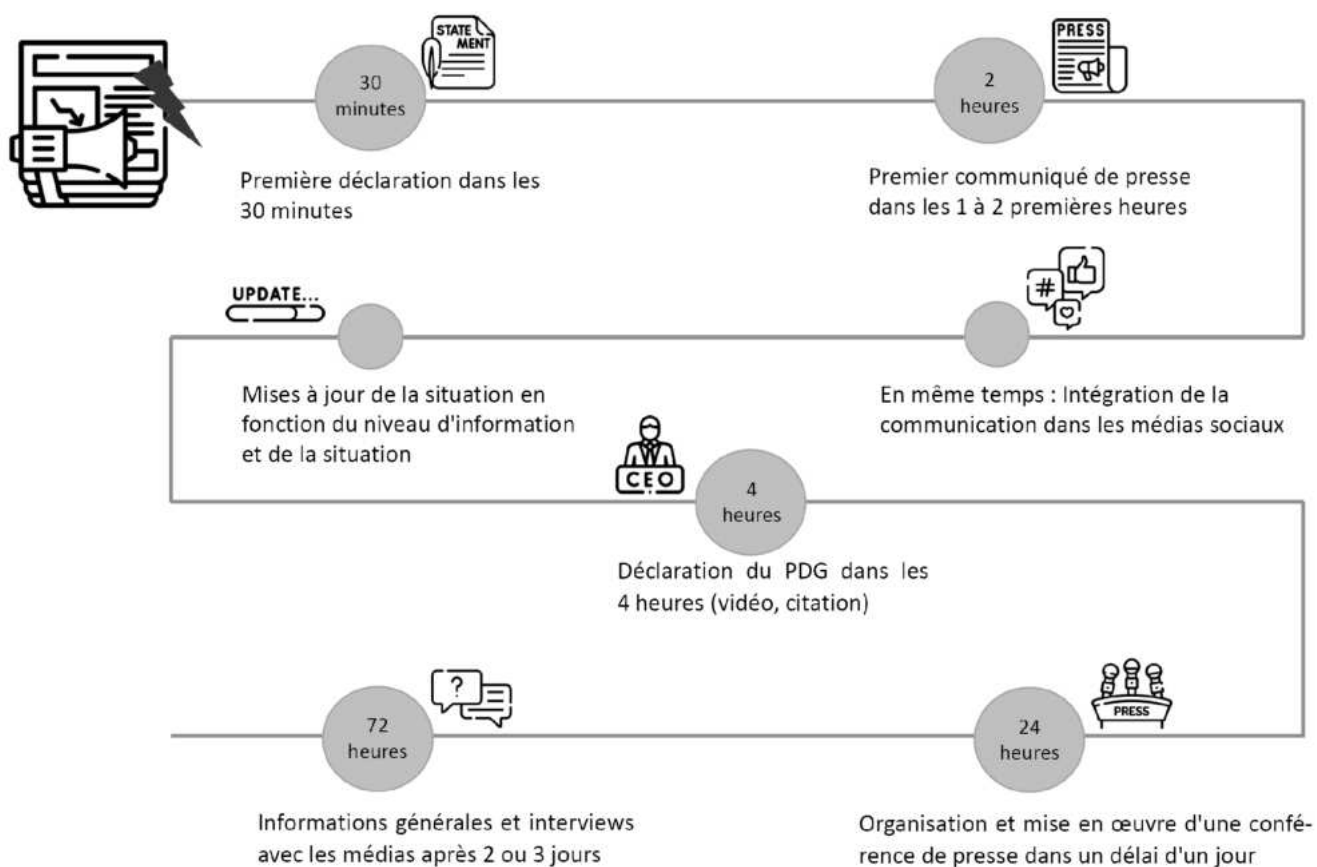 STATE
MENT
30
minutes
Première déclaration dans les
30 minutes
PRESS
2
heures
Premier communiqué de presse
dans les 1 à 2 premières heures
#
En même temps : Intégration de la
communication dans les médias sociaux
UPDATE...
Mises à jour de la situation en
fonction du niveau d'information
et de la situation
CEO
4
heures
Déclaration du PDG dans les
4 heures (vidéo, citation)
PRESS
24
heures
Organisation et mise en œuvre d'une confé-
rence de presse dans un délai d'un jour
?
72
heures
Informations générales et interviews
avec les médias après 2 ou 3 jours